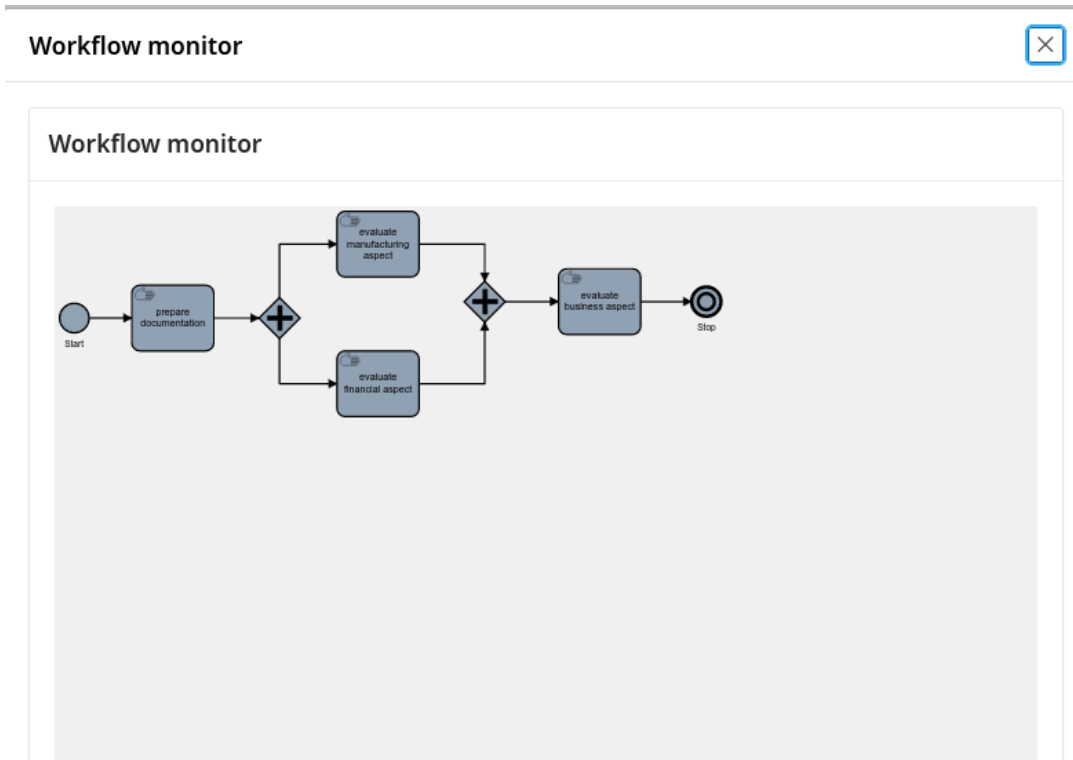 Workflow monitor
Workflow monitor
evaluate
manufacturing
aspect
prepare
documentation
Start
evaluate
business aspect
Stop
evaluate
financial aspect